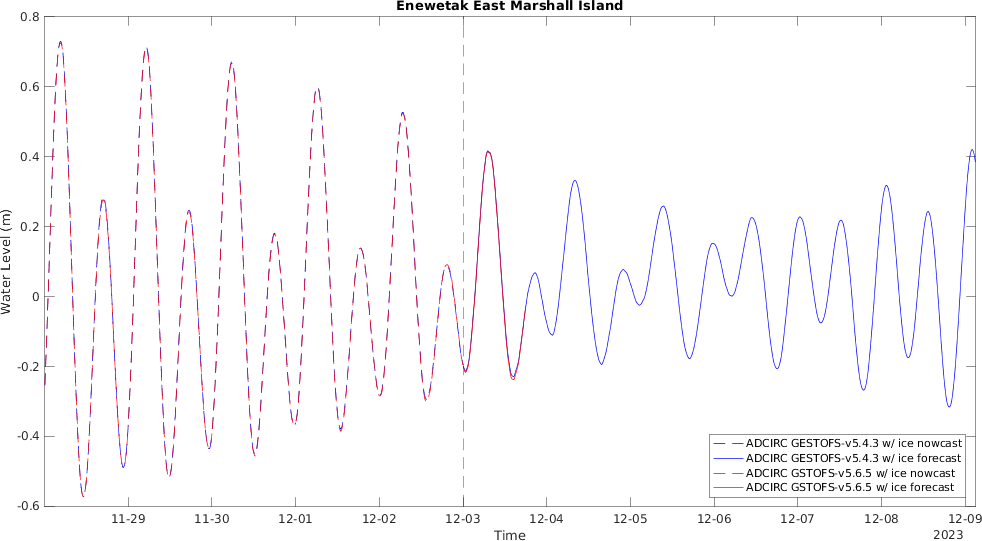 Enewetak East Marshall Island
Water Level (m)
0.8
0.6
0.4
0.2
0
-0.2
-0.4
-0.6
ADCIRC GESTOFS-v5.4.3 w/ ice nowcast
ADCIRC GESTOFS-v5.4.3 w/ ice forecast
ADCIRC GSTOFS-v5.6.5 w/ ice nowcast
ADCIRC GSTOFS-v5.6.5 w/ ice forecast
11-29 11-30 12-01 12-02 12-03 12-04 12-05 12-06 12-07 12-08 12-09
Time 2023